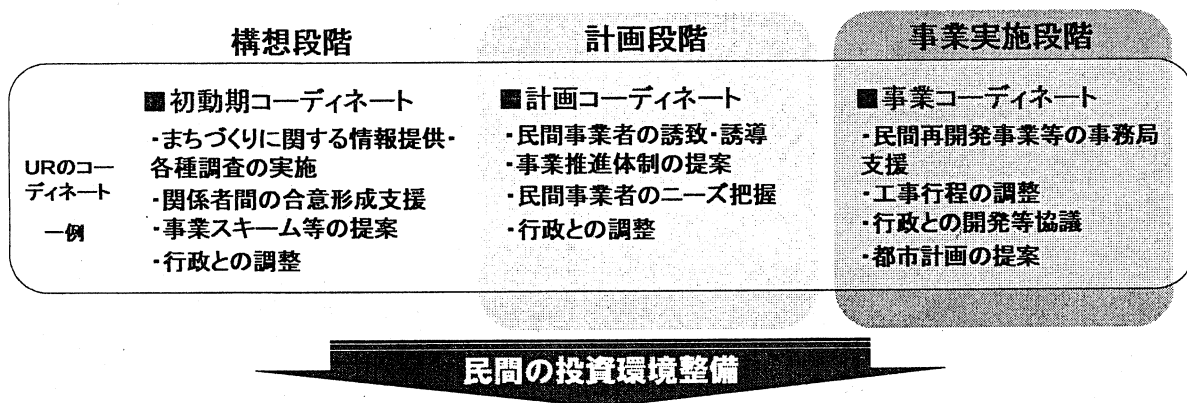 構想段階
計画段階
事業実施段階
URのコー
ディネート
一例
■初動期コーディネート
・まちづくりに関する情報提供・
各種調査の実施
・関係者間の合意形成支援
・事業スキーム等の提案
・行政との調整
■計画コーディネート
・民間事業者の誘致・誘導
・事業推進体制の提案
・民間事業者のニーズ把握
・行政との調整
■事業コーディネート
・民間再開発事業等の事務局
支援
・工事行程の調整
・行政との開発等協議
・都市計画の提案
民間の投資環境整備